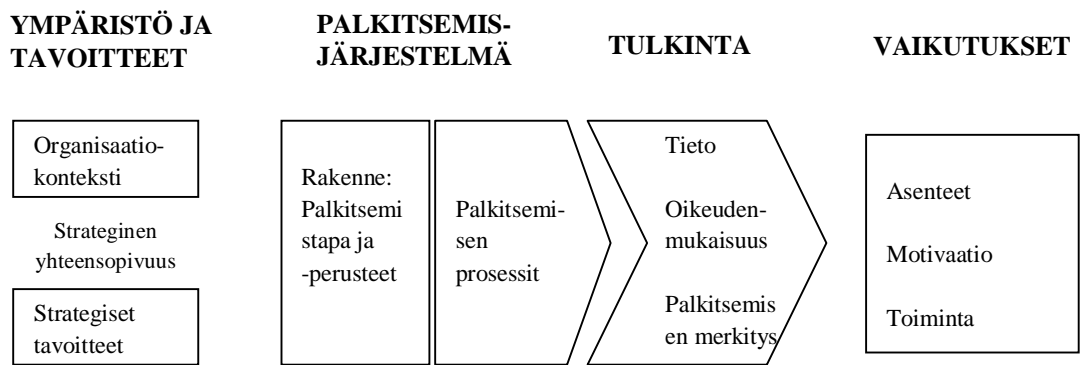 YMPÄRISTÖ JA
TAVOITTEET
PALKITSEMIS-
JÄRJESTELMÄ
TULKINTA
VAIKUTUKSET
Organisaatio-
konteksti
Strateginen
yhteensopivuus
Strategiset
tavoitteet
Rakenne:
Palkitsemi
stapa ja
-perusteet
Palkitsemi-
sen
prosessit
Tieto
Oikeuden-
mukaisuus
Palkitsemis
en merkitys
Asenteet
Motivaatio
Toiminta